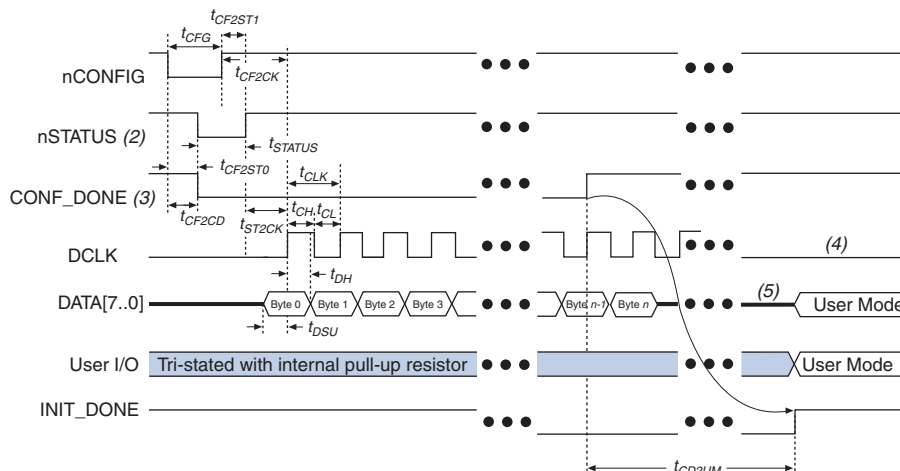 tCF2ST1
tCFG
nCONFIG
tCF2CK
nSTATUS (2)
tSTATUS
tCF2ST0
tCLK
CONF_DONE (3)
tCF2CD
tST2CK
tCH
tCL
DCLK
(4)
tDH
DATA[7..0]
Byte 0
Byte 1
Byte 2
Byte 3
Byte n-1
Byte n
(5)
User Mode
tDSU
User I/O
Tri-stated with internal pull-up resistor
User Mode
INIT_DONE
tCD2UM